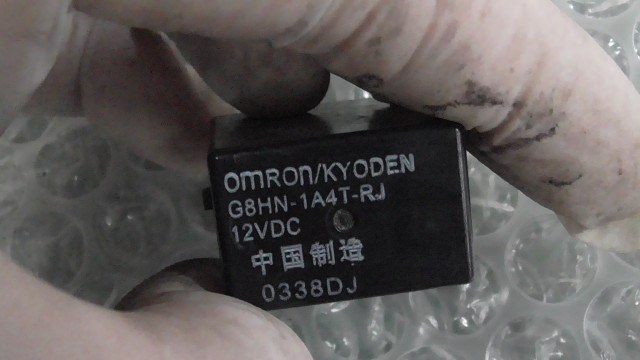 OMRON/KYODEN
G8HN-1A4T-RJ
12VDC
中国制造
0338DJ